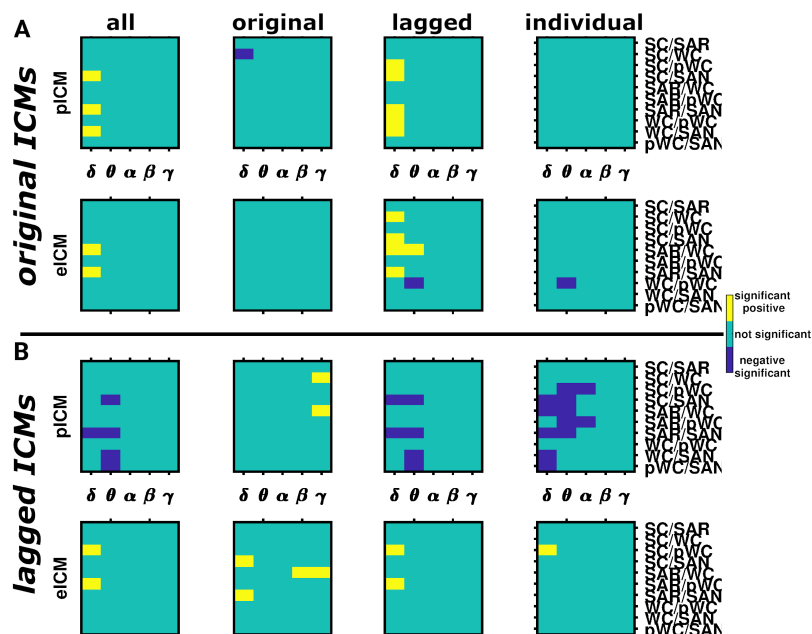 all original lagged individual
A
original ICMs
pICM
SC/SAR
SC/WC
SC/pWC
SC/SAN
SAR/WC
SAR/pWC
SAR/SAN
WC/pWC
WC/SAN
pWC/SAN
δ θ α β γ δ θ α β γ δ θ α β γ δ θ α β γ
eICM
SC/SAR
SC/WC
SC/pWC
SC/SAN
SAR/WC
SAR/pWC
SAR/SAN
WC/pWC
WC/SAN
pWC/SAN
significant
positive
not significant
negative
significant
B
lagged ICMs
pICM
SC/SAR
SC/WC
SC/pWC
SC/SAN
SAR/WC
SAR/pWC
SAR/SAN
WC/pWC
WC/SAN
pWC/SAN
δ θ α β γ δ θ α β γ δ θ α β γ δ θ α β γ
eICM
SC/SAR
SC/WC
SC/pWC
SC/SAN
SAR/WC
SAR/pWC
SAR/SAN
WC/pWC
WC/SAN
pWC/SAN